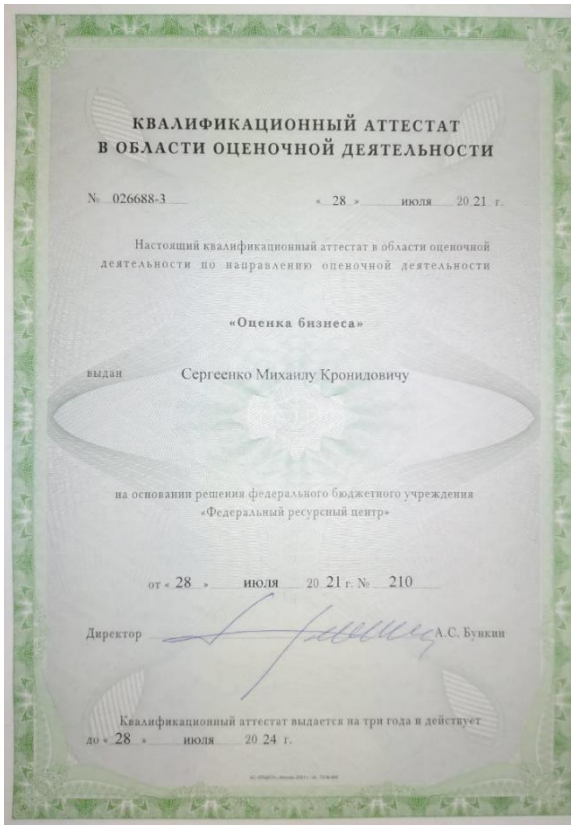 КВАЛИФИКАЦИОННЫЙ АТТЕСТАТ
В ОБЛАСТИ ОЦЕНОЧНОЙ ДЕЯТЕЛЬНОСТИ
№ 026688-3 « 28 » июля 20 21 г.
Настоящий квалификационный аттестат в области оценочной
деятельности по направлению оценочной деятельности
«Оценка бизнеса»
выдан Сергеенко Михаилу Кронидовичу
на основании решения федерального бюджетного учреждения
«Федеральный ресурсный центр»
от « 28 » июля 20 21 г. № 210
Директор А.С. Бункин
Квалификационный аттестат выдается на три года и действует
до « 28 » июля 20 24 г.